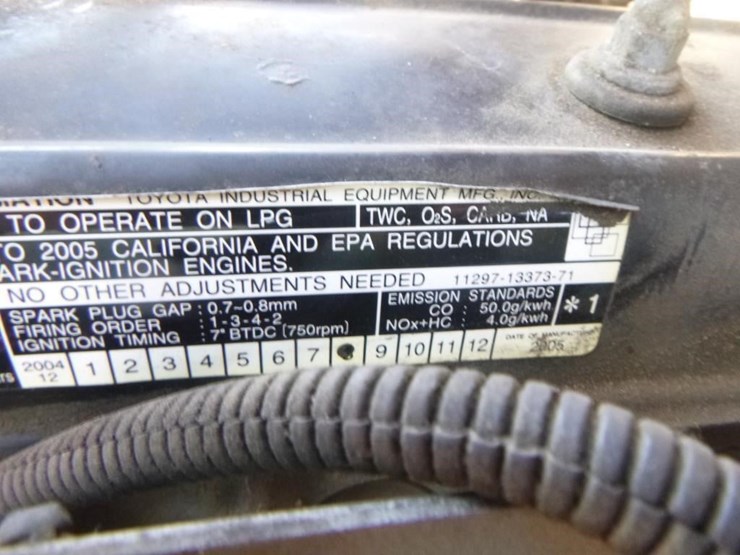 TOYOTA INDUSTRIAL EQUIPMENT MFG., INC
TO OPERATE ON LPG
TWC, O2S, CARB, NA
TO 2005 CALIFORNIA AND EPA REGULATIONS
ARK-IGNITION ENGINES.
NO OTHER ADJUSTMENTS NEEDED 11297-13373-71
SPARK PLUG GAP : 0.7~0.8mm
FIRING ORDER : 1-3-4-2
IGNITION TIMING : 7° BTDC (750rpm)
EMISSION STANDARDS
CO : 50.0g/kwh
NOx+HC : 4.0g/kwh
* 1
TS 2004 12 1 2 3 4 5 6 7 9 10 11 12
DATE OF MANUFACTURE
2005